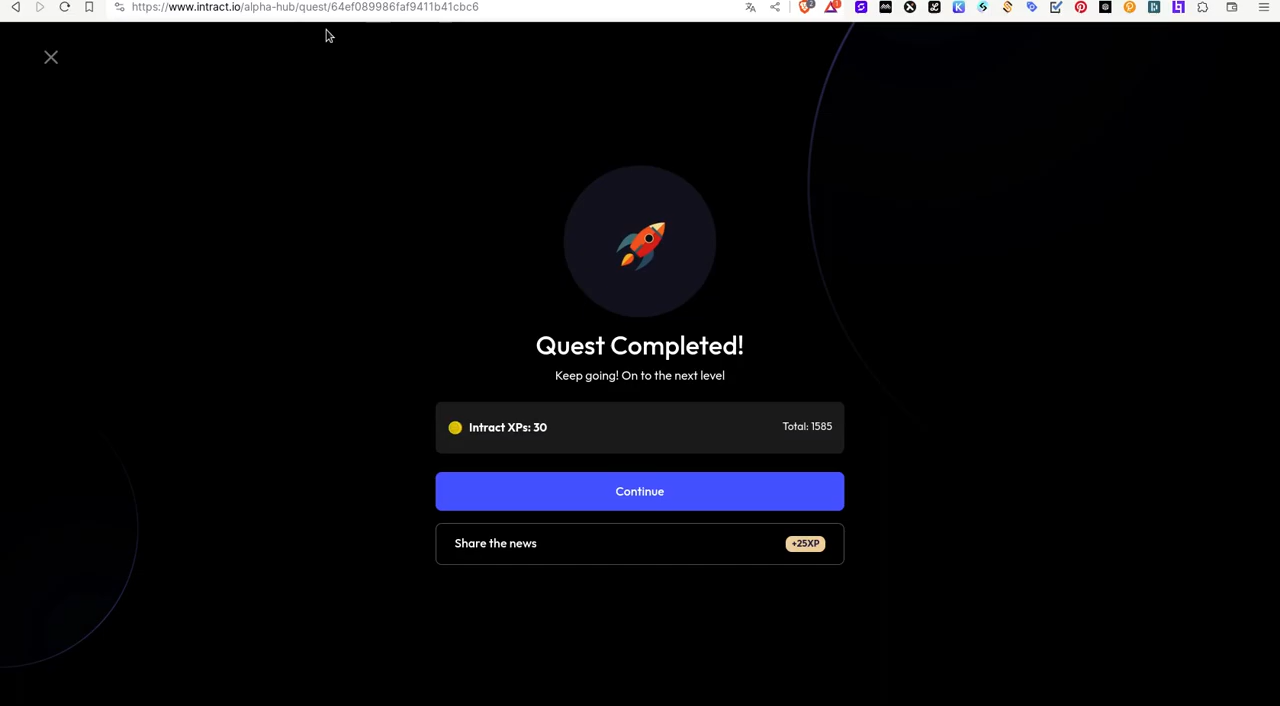 https://www.intract.io/alpha-hub/quest/64ef089986faf9411b41cbc6
Quest Completed!
Keep going! On to the next level
Intract XPs: 30
Total: 1585
Continue
Share the news
+25XP